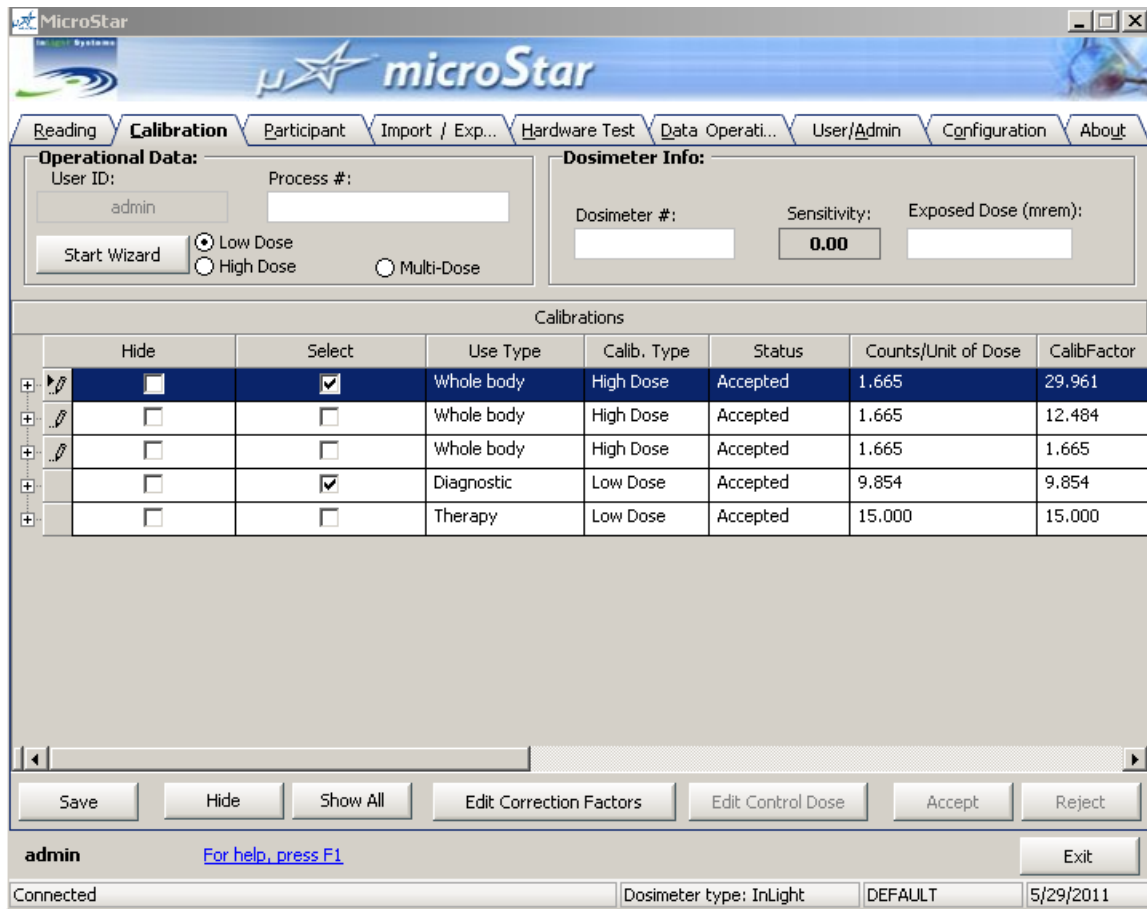 MicroStar
InLight Systems
microStar
Reading Calibration Participant Import / Exp... Hardware Test Data Operati... User/Admin Configuration About
Operational Data:
User ID: Process #:
admin
Start Wizard
Low Dose
High Dose
Multi-Dose
Dosimeter Info:
Dosimeter #: Sensitivity: Exposed Dose (mrem):
0.00
Calibrations
Hide Select Use Type Calib. Type Status Counts/Unit of Dose CalibFactor
Whole body High Dose Accepted 1.665 29.961
Whole body High Dose Accepted 1.665 12.484
Whole body High Dose Accepted 1.665 1.665
Diagnostic Low Dose Accepted 9.854 9.854
Therapy Low Dose Accepted 15.000 15.000
Save Hide Show All Edit Correction Factors Edit Control Dose Accept Reject
admin For help, press F1 Exit
Connected Dosimeter type: InLight DEFAULT 5/29/2011